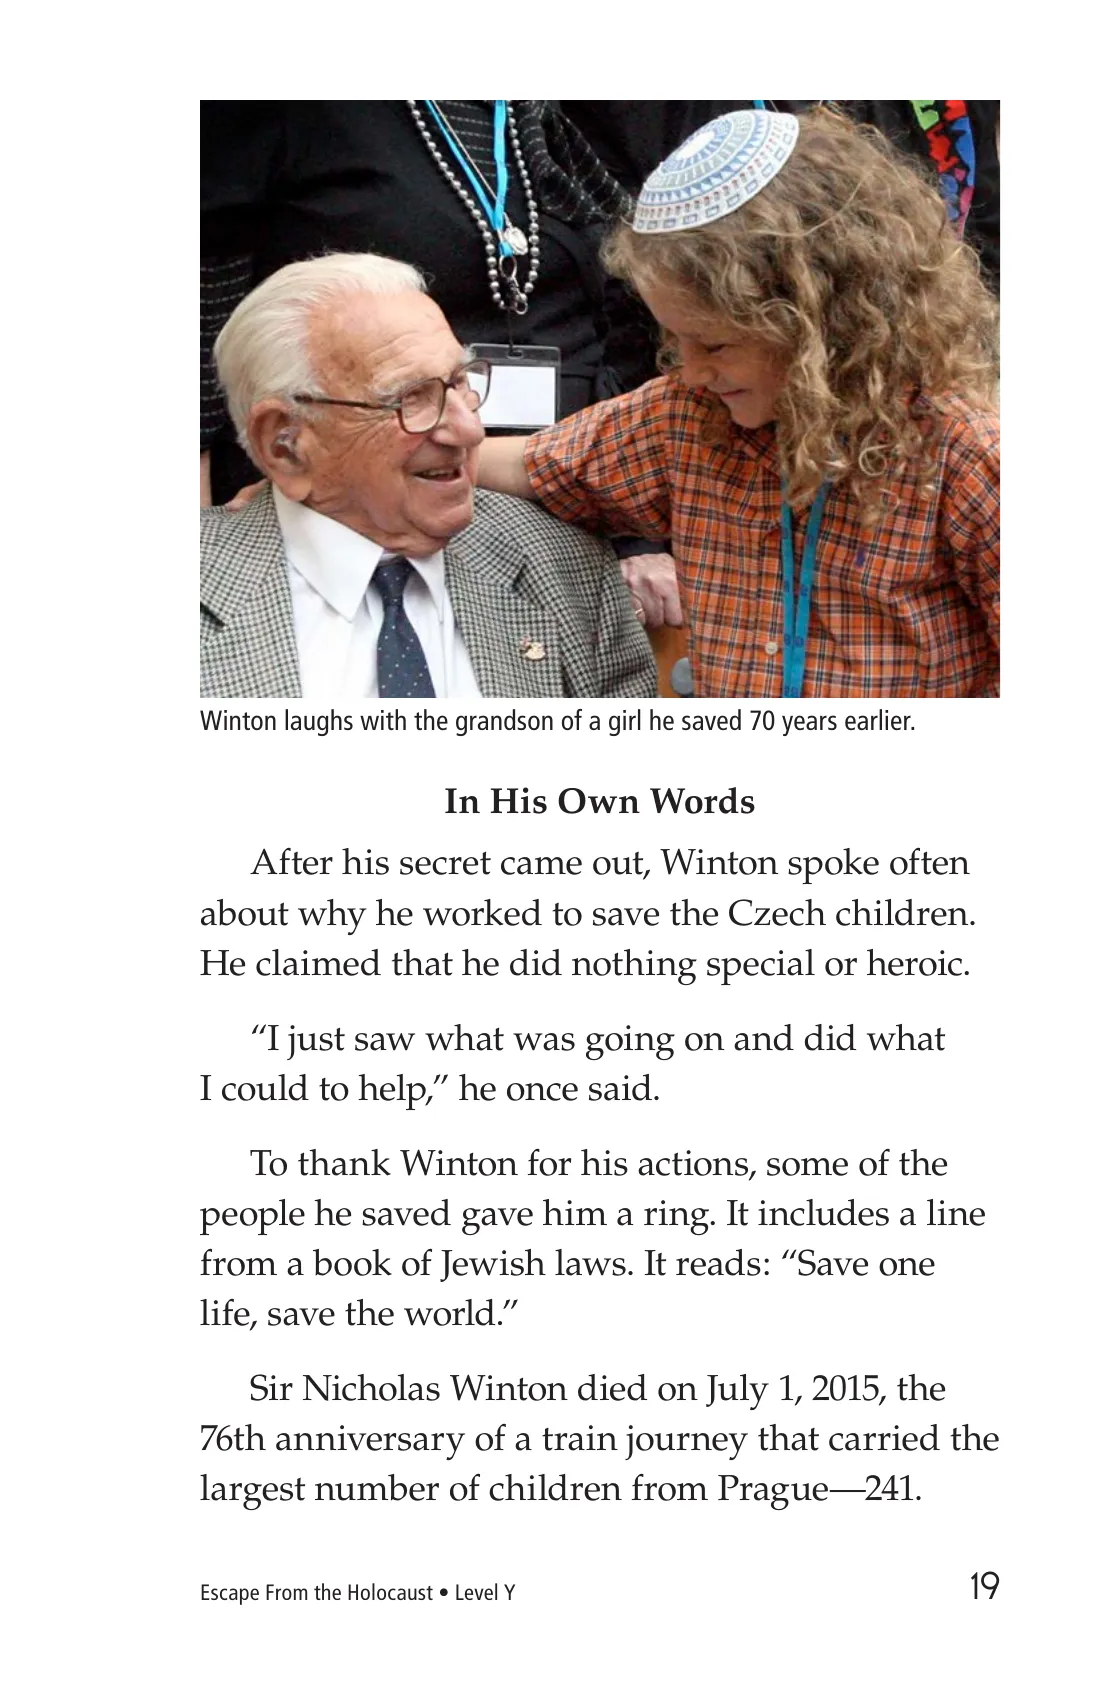 Winton laughs with the grandson of a girl he saved 70 years earlier.
In His Own Words
After his secret came out, Winton spoke often
about why he worked to save the Czech children.
He claimed that he did nothing special or heroic.
“I just saw what was going on and did what
I could to help,” he once said.
To thank Winton for his actions, some of the
people he saved gave him a ring. It includes a line
from a book of Jewish laws. It reads: “Save one
life, save the world.”
Sir Nicholas Winton died on July 1, 2015, the
76th anniversary of a train journey that carried the
largest number of children from Prague—241.
Escape From the Holocaust • Level Y
19